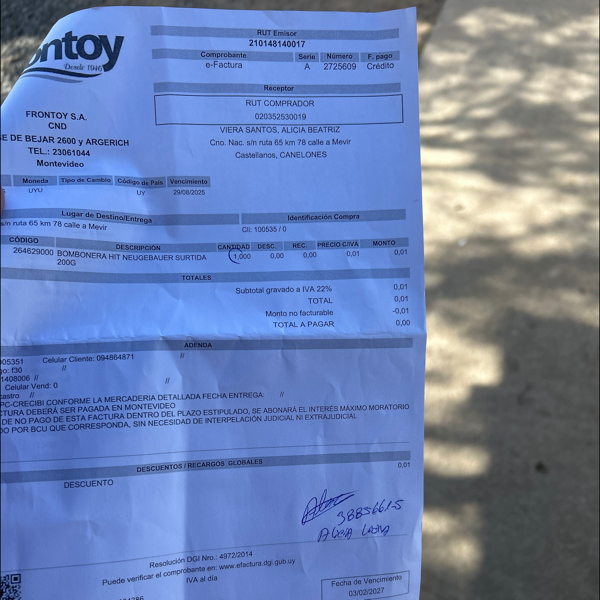 ontoy
Desde 1946
FRONTOY S.A.
CND
SE DE BEJAR 2600 y ARGERICH
TEL.: 23061044
Montevideo
RUT Emisor
210148140017
Comprobante Serie Número F. pago
e-Factura A 2725609 Crédito
Receptor
RUT COMPRADOR
020352530019
VIERA SANTOS, ALICIA BEATRIZ
Cno. Nac. s/n ruta 65 km 78 calle a Mevir
Castellanos, CANELONES
Moneda Tipo de Cambio Código de País Vencimiento
UYU UY 29/08/2025
Lugar de Destino/Entrega Identificación Compra
s/n ruta 65 km 78 calle a Mevir CI: 100535 / 0
CÓDIGO DESCRIPCIÓN CANTIDAD DESC. REC. PRECIO C/IVA MONTO
264629000 BOMBONERA HIT NEUGEBAUER SURTIDA 1,000 0,00 0,00 0,01 0,01
200G
TOTALES
Subtotal gravado a IVA 22% 0,01
TOTAL 0,01
Monto no facturable -0,01
TOTAL A PAGAR 0,00
ADENDA
005351 Celular Cliente: 094864871 //
go: f30 //
1408006 //
Celular Vend: 0 //
astro //
PC-CRECIBI CONFORME LA MERCADERIA DETALLADA FECHA ENTREGA: //
CTURA DEBERÁ SER PAGADA EN MONTEVIDEO
DE NO PAGO DE ESTA FACTURA DENTRO DEL PLAZO ESTIPULADO, SE ABONARÁ EL INTERÉS MÁXIMO MORATORIO
DO POR BCU QUE CORRESPONDA, SIN NECESIDAD DE INTERPELACIÓN JUDICIAL NI EXTRAJUDICIAL
DESCUENTOS / RECARGOS GLOBALES
DESCUENTO 0,01
Resolución DGI Nro.: 4972/2014
Puede verificar el comprobante en: www.efactura.dgi.gub.uy
IVA al día
Fecha de Vencimiento
03/02/2027